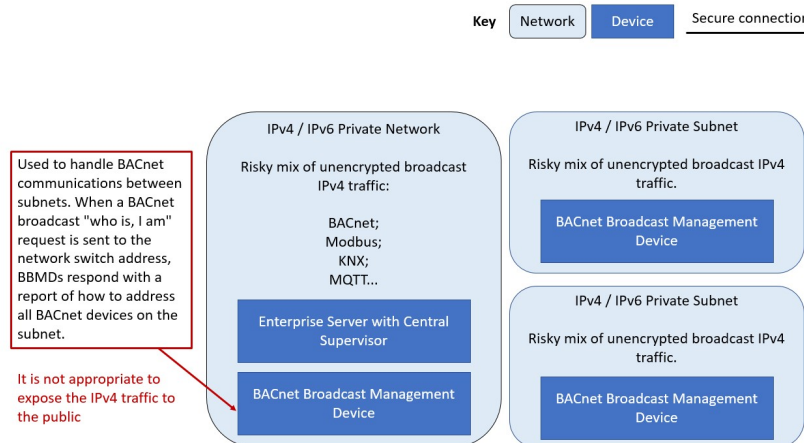 Key
Network
Device
Secure connection
IPv4 / IPv6 Private Network
Risky mix of unencrypted broadcast
IPv4 traffic:
BACnet;
Modbus;
KNX;
MQTT...
Enterprise Server with Central
Supervisor
BACnet Broadcast Management
Device
Used to handle BACnet
communications between
subnets. When a BACnet
broadcast "who is, I am"
request is sent to the
network switch address,
BBMDs respond with a
report of how to address
all BACnet devices on the
subnet.
It is not appropriate to
expose the IPv4 traffic to
the public
IPv4 / IPv6 Private Subnet
Risky mix of unencrypted broadcast IPv4
traffic.
BACnet Broadcast Management
Device
IPv4 / IPv6 Private Subnet
Risky mix of unencrypted broadcast IPv4
traffic.
BACnet Broadcast Management
Device